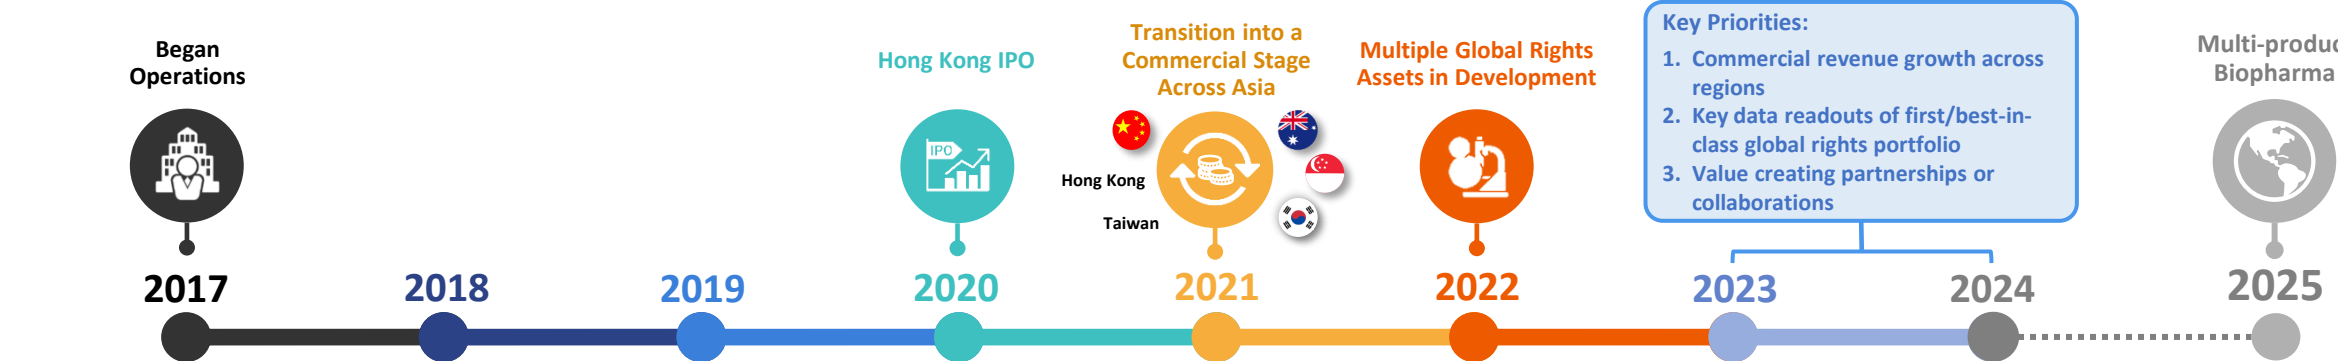 Began
Operations
Hong Kong IPO
IPO
Transition into a
Commercial Stage
Across Asia
Hong Kong
Taiwan
Multiple Global Rights
Assets in Development
Key Priorities:
1. Commercial revenue growth across
regions
2. Key data readouts of first/best-in-
class global rights portfolio
3. Value creating partnerships or
collaborations
Multi-produc
Biopharma
2017
2018
2019
2020
2021
2022
2023
2024
2025